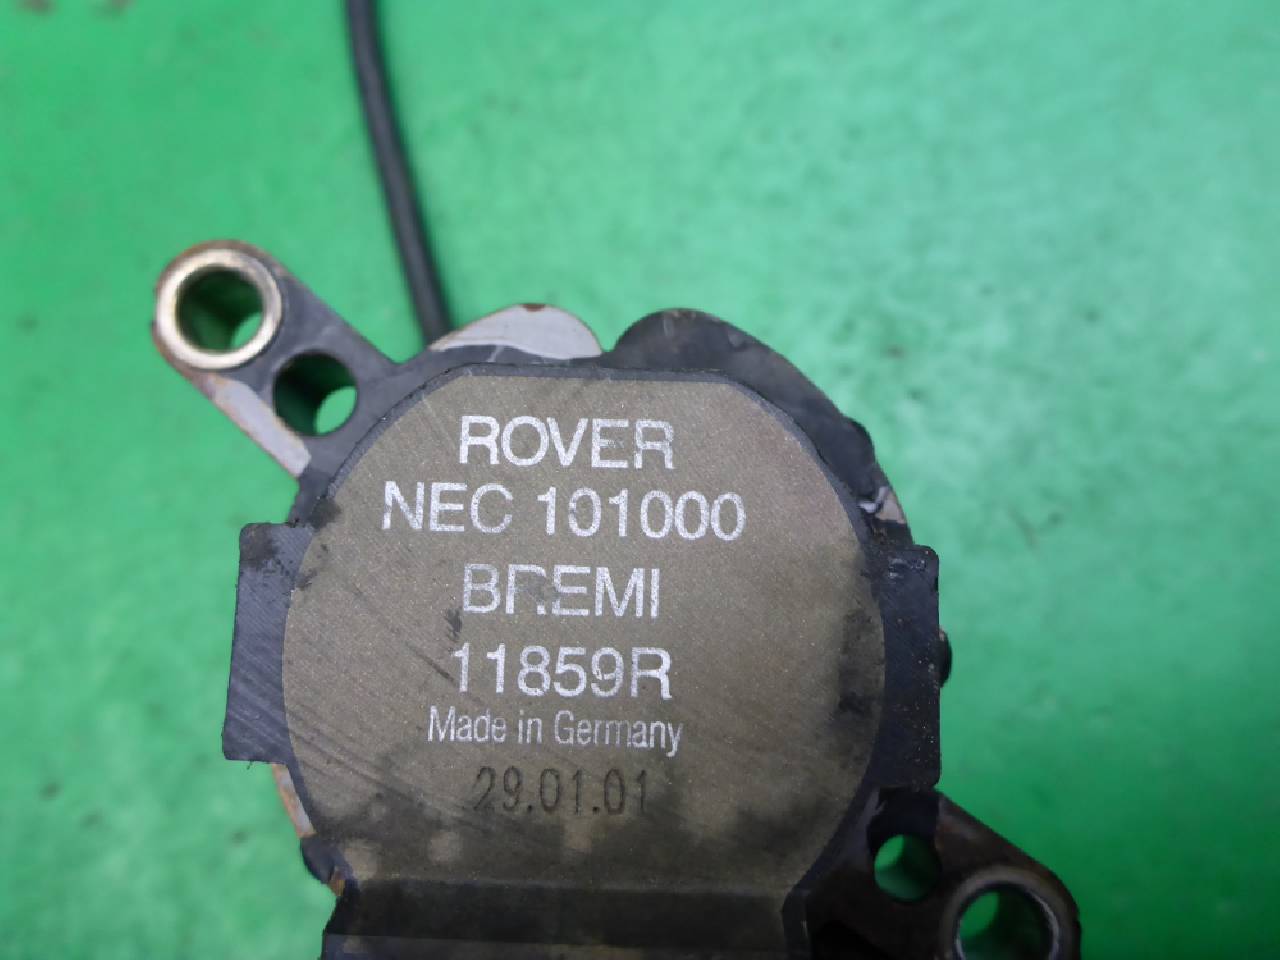 ROVER
NEC 101000
BREMI
11859R
Made in Germany
29.01.01